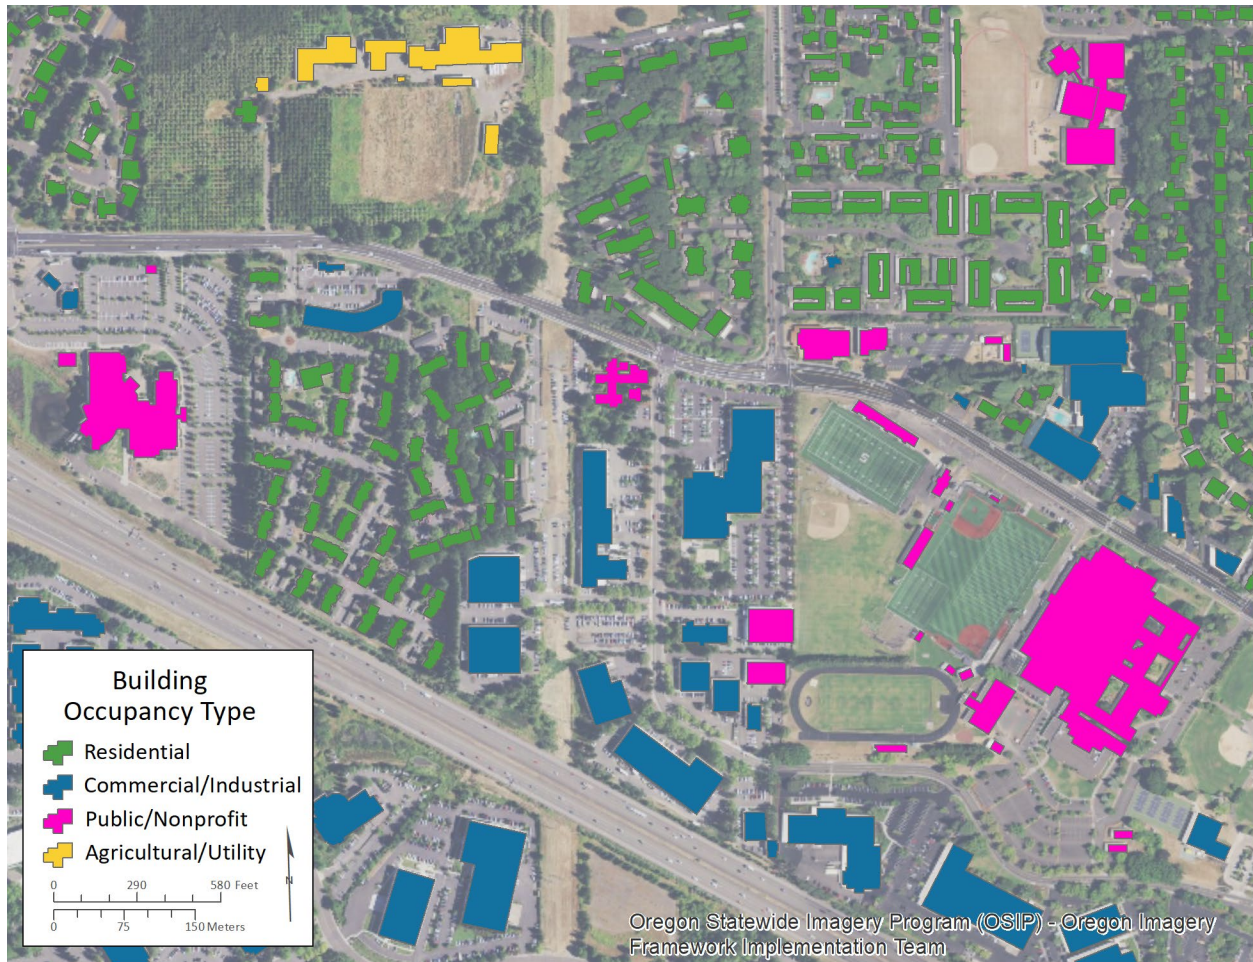 Building
Occupancy Type
Residential
Commercial/Industrial
Public/Nonprofit
Agricultural/Utility
0 290 580 Feet
0 75 150 Meters
N
S
Oregon Statewide Imagery Program (OSIP) - Oregon Imagery
Framework Implementation Team